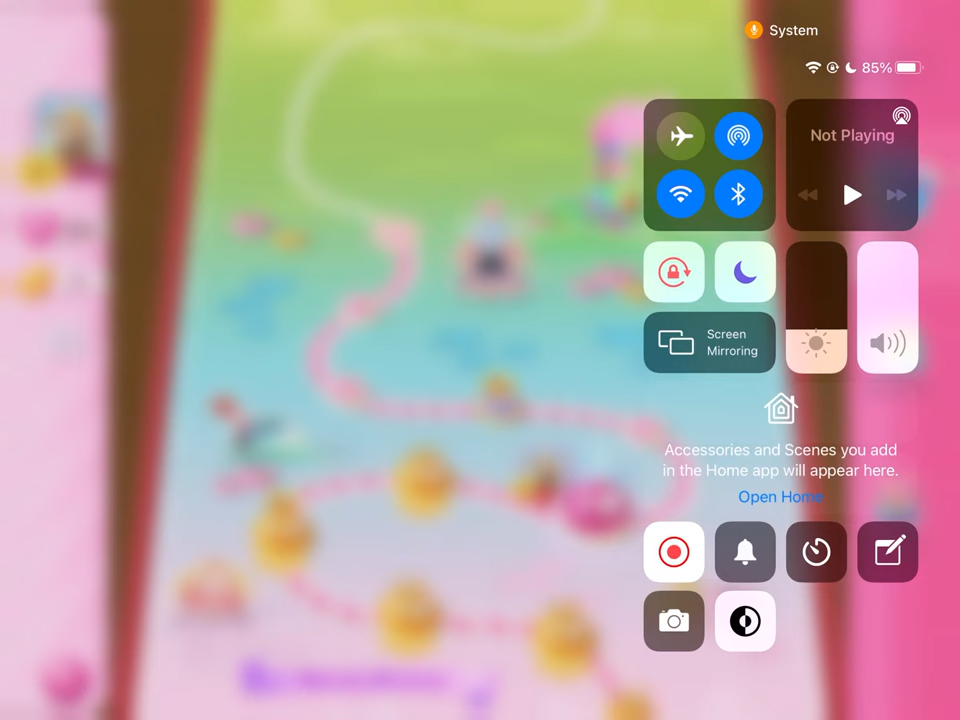 System
85%
Not Playing
Screen
Mirroring
Accessories and Scenes you add
in the Home app will appear here.
Open Home